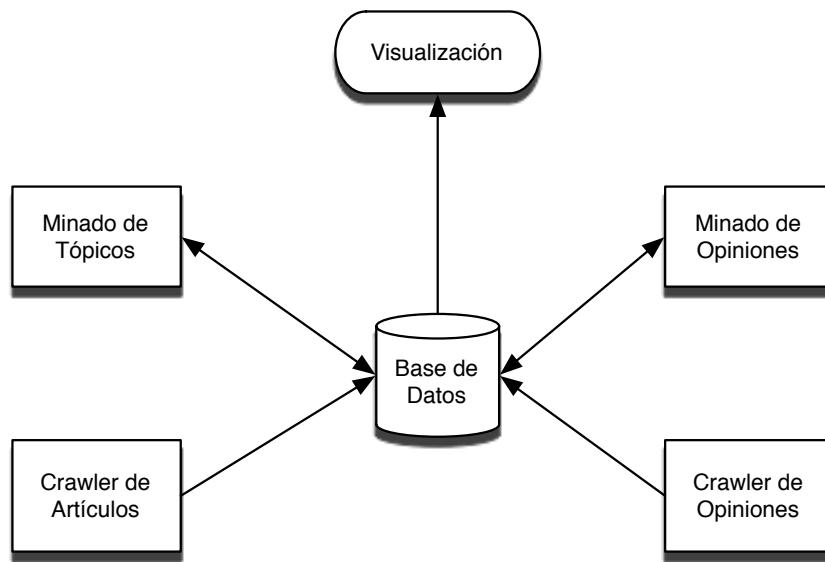 Visualización
Minado de
Tópicos
Minado de
Opiniones
Base de
Datos
Crawler de
Artículos
Crawler de
Opiniones